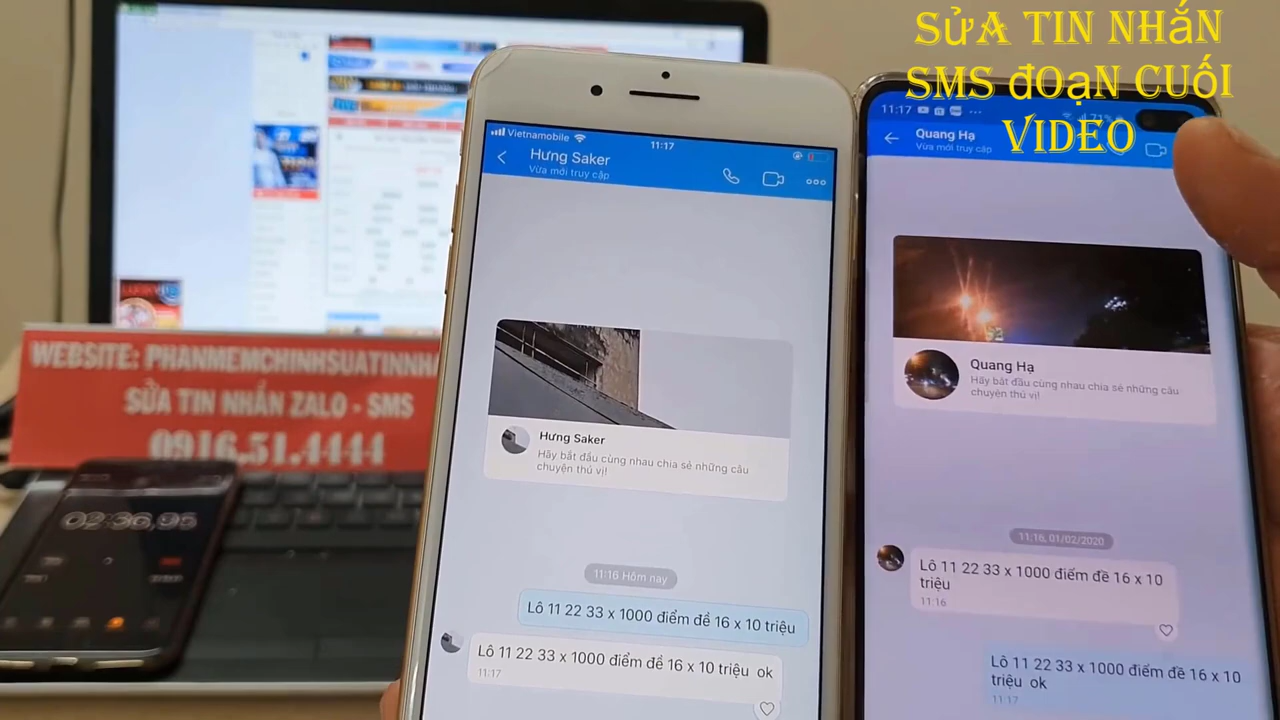 SửA TIN NHắN
SMS đOạN CUốI
VIDEO
Vietnamobile
11:17
Hưng Saker
Vừa mới truy cập
Hưng Saker
Hãy bắt đầu cùng nhau chia sẻ những câu
chuyện thú vị!
11:16 Hôm nay
Lô 11 22 33 x 1000 điểm đề 16 x 10 triệu
Lô 11 22 33 x 1000 điểm đề 16 x 10 triệu ok
11:17
11:17
71%
Quang Hạ
Vừa mới truy cập
Quang Hạ
Hãy bắt đầu cùng nhau chia sẻ những câu
chuyện thú vị!
11:16, 01/02/2020
Lô 11 22 33 x 1000 điểm đề 16 x 10
triệu
11:16
Lô 11 22 33 x 1000 điểm đề 16 x 10
triệu ok
11:17
WEBSITE: PHANMEMCHINHSUATINNHA
SỬA TIN NHẮN ZALO - SMS
0916.51.4444
02:36,95